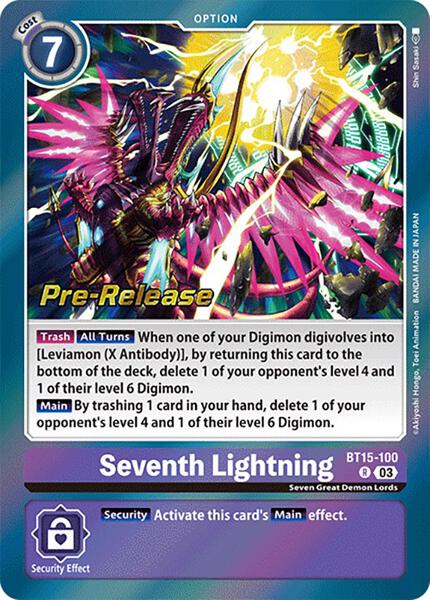 OPTION
Cost
7
Shin Sasaki
Pre-Release
©Akiyoshi Hongo, Toei Animation BANDAI MADE IN JAPAN
Trash All Turns When one of your Digimon digivolves into
[Leviamon (X Antibody)], by returning this card to the
bottom of the deck, delete 1 of your opponent's level 4 and
1 of their level 6 Digimon.
Main By trashing 1 card in your hand, delete 1 of your
opponent's level 4 and 1 of their level 6 Digimon.
Seventh Lightning
BT15-100
R 03
Seven Great Demon Lords
Security Activate this card's Main effect.
Security Effect